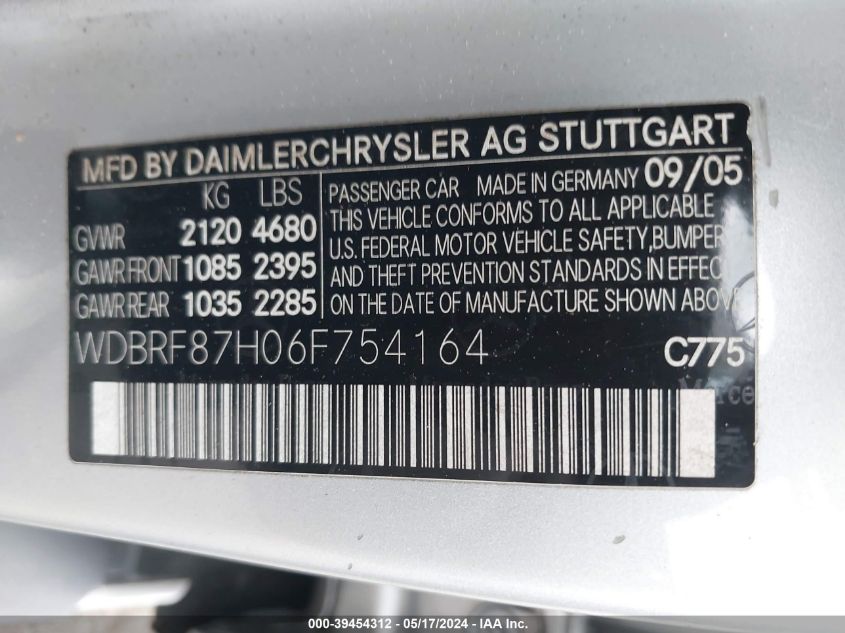 MFD BY DAIMLERCHRYSLER AG STUTTGART
KG LBS
GVWR 2120 4680
GAWR FRONT 1085 2395
GAWR REAR 1035 2285
PASSENGER CAR MADE IN GERMANY 09/05
THIS VEHICLE CONFORMS TO ALL APPLICABLE
U.S. FEDERAL MOTOR VEHICLE SAFETY, BUMPER
AND THEFT PREVENTION STANDARDS IN EFFEC
ON THE DATE OF MANUFACTURE SHOWN ABOV
WDBRF87H06F754164 C775
000-39454312 - 05/17/2024 - IAA Inc.